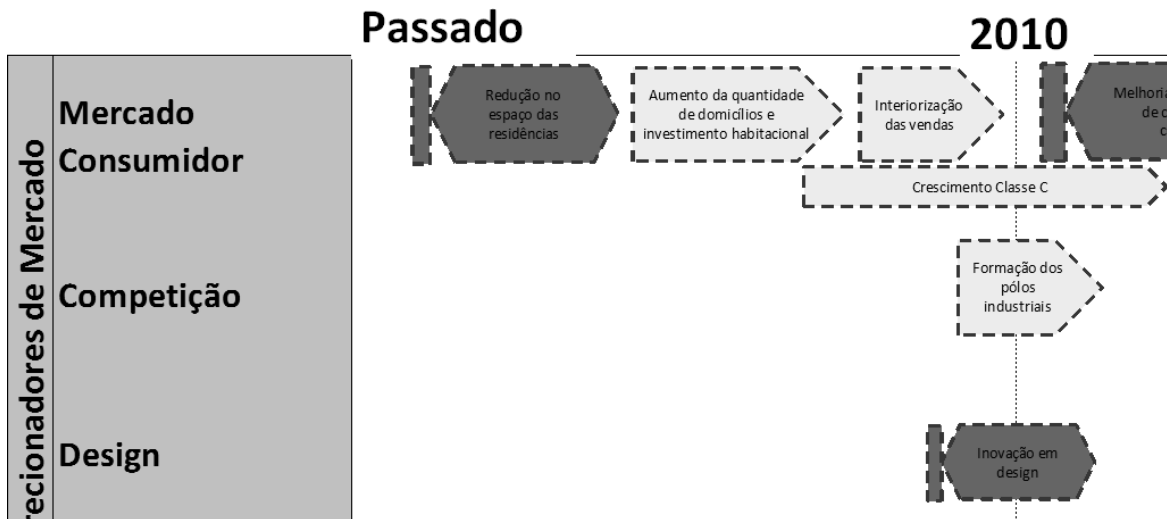 Passado
2010
Redução no
espaço das
residências
Aumento da quantidade
de domicílios e
investimento habitacional
Interiorização
das vendas
Melhoria
de
Mercado
Consumidor
Crescimento Classe C
Competição
Formação dos
pólos
industriais
Design
Inovação em
design
recionadores de Mercado